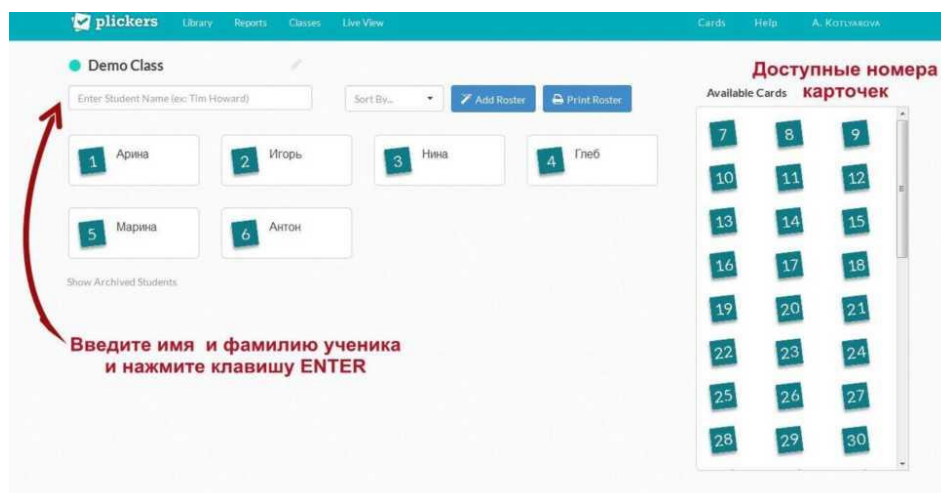 plickers Library Reports Classes Live View Cards Help A. KOTLYAROVA
Demo Class
Доступные номера
карточек
Enter Student Name (ex: Tim Howard) Sort By... Add Roster Print Roster
Available Cards
1 Арина 2 Игорь 3 Нина 4 Глеб
5 Марина 6 Антон
Show Archived Students
Введите имя и фамилию ученика
и нажмите клавишу ENTER
7 8 9
10 11 12
13 14 15
16 17 18
19 20 21
22 23 24
25 26 27
28 29 30